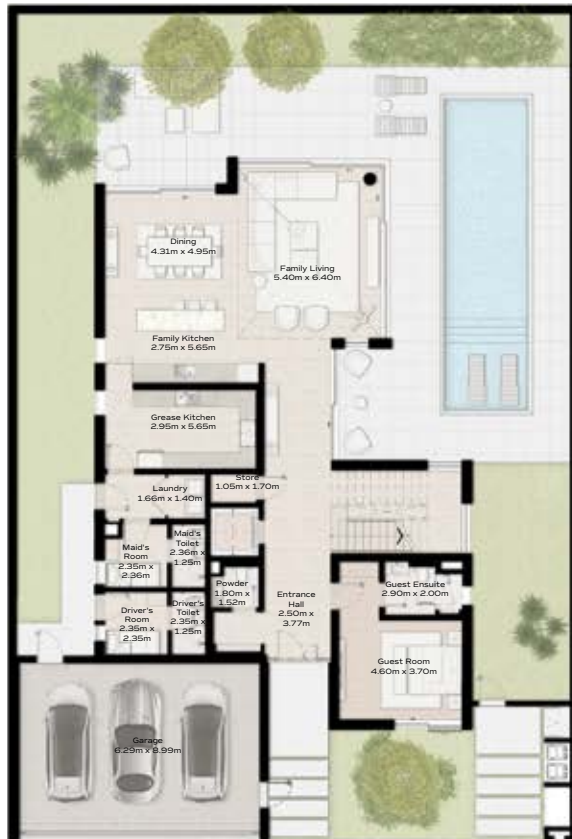 Dining
4.31m x 4.95m
Family Living
5.40m x 6.40m
Family Kitchen
2.75m x 5.65m
Grease Kitchen
2.95m x 5.65m
Store
1.05m x 1.70m
Laundry
1.66m x 1.40m
Maid's
Toilet
2.36m x
1.25m
Maid's
Room
2.35m x
2.36m
Powder
1.80m x
1.52m
Guest Ensuite
2.90m x 2.00m
Entrance
Hall
2.50m x
3.77m
Driver's
Room
2.35m x
2.35m
Driver's
Toilet
2.35m x
1.25m
Guest Room
4.60m x 3.70m
Garage
6.29m x 8.99m